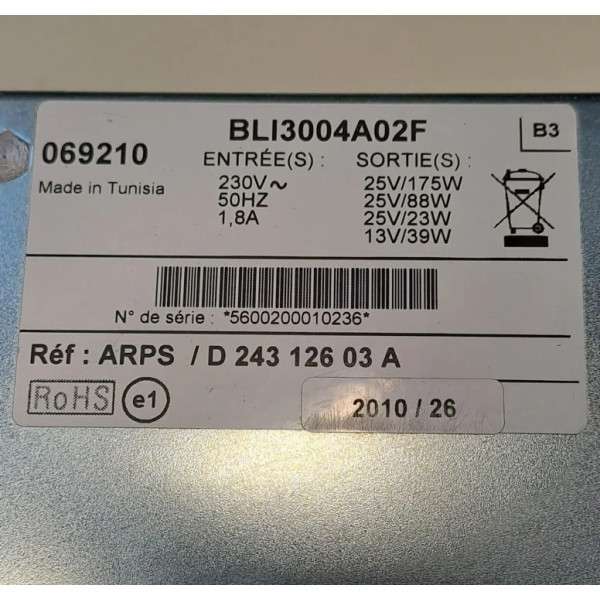 BLI3004A02F
B3
069210
ENTRÉE(S) : SORTIE(S) :
Made in Tunisia
230V~ 25V/175W
50HZ 25V/88W
1,8A 25V/23W
13V/39W
N° de série : *5600200010236*
Réf : ARPS / D 243 126 03 A
RoHS e1 2010 / 26